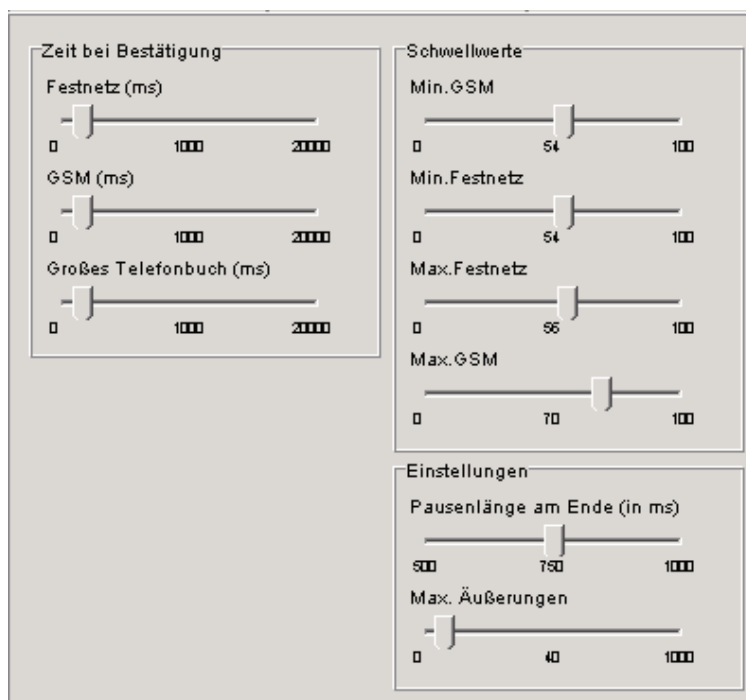 Zeit bei Bestätigung
Festnetz (ms)
0 1000 20000
GSM (ms)
0 1000 20000
Großes Telefonbuch (ms)
0 1000 20000
Schwellwerte
Min.GSM
0 54 100
Min.Festnetz
0 54 100
Max.Festnetz
0 56 100
Max.GSM
0 70 100
Einstellungen
Pausenlänge am Ende (in ms)
500 750 1000
Max. Äußerungen
0 40 1000